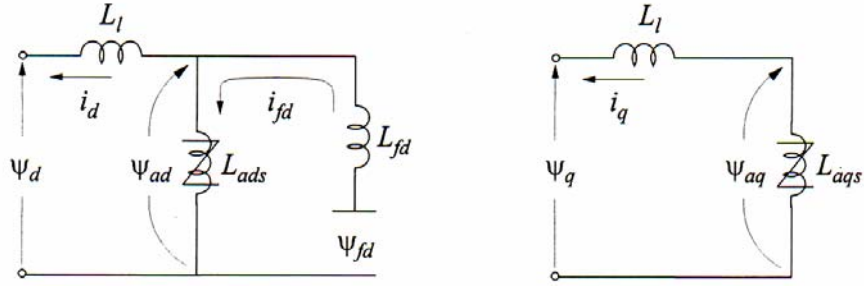 L_l
i_d
i_fd
L_fd
Ψ_d
Ψ_ad
L_ads
Ψ_fd
L_l
i_q
Ψ_q
Ψ_aq
L_aqs